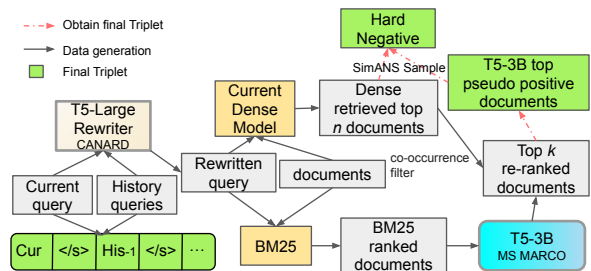 Obtain final Triplet
Data generation
Final Triplet
Hard
Negative
SimANS Sample
T5-3B top
pseudo positive
documents
Current
Dense
Model
Dense
retrieved top
n documents
T5-Large
Rewriter
CANARD
Rewritten
query
documents
co-occurrence
filter
Top k
re-ranked
documents
Current
query
History
queries
Cur
</s>
His-1
</s>
...
BM25
BM25
ranked
documents
T5-3B
MS MARCO